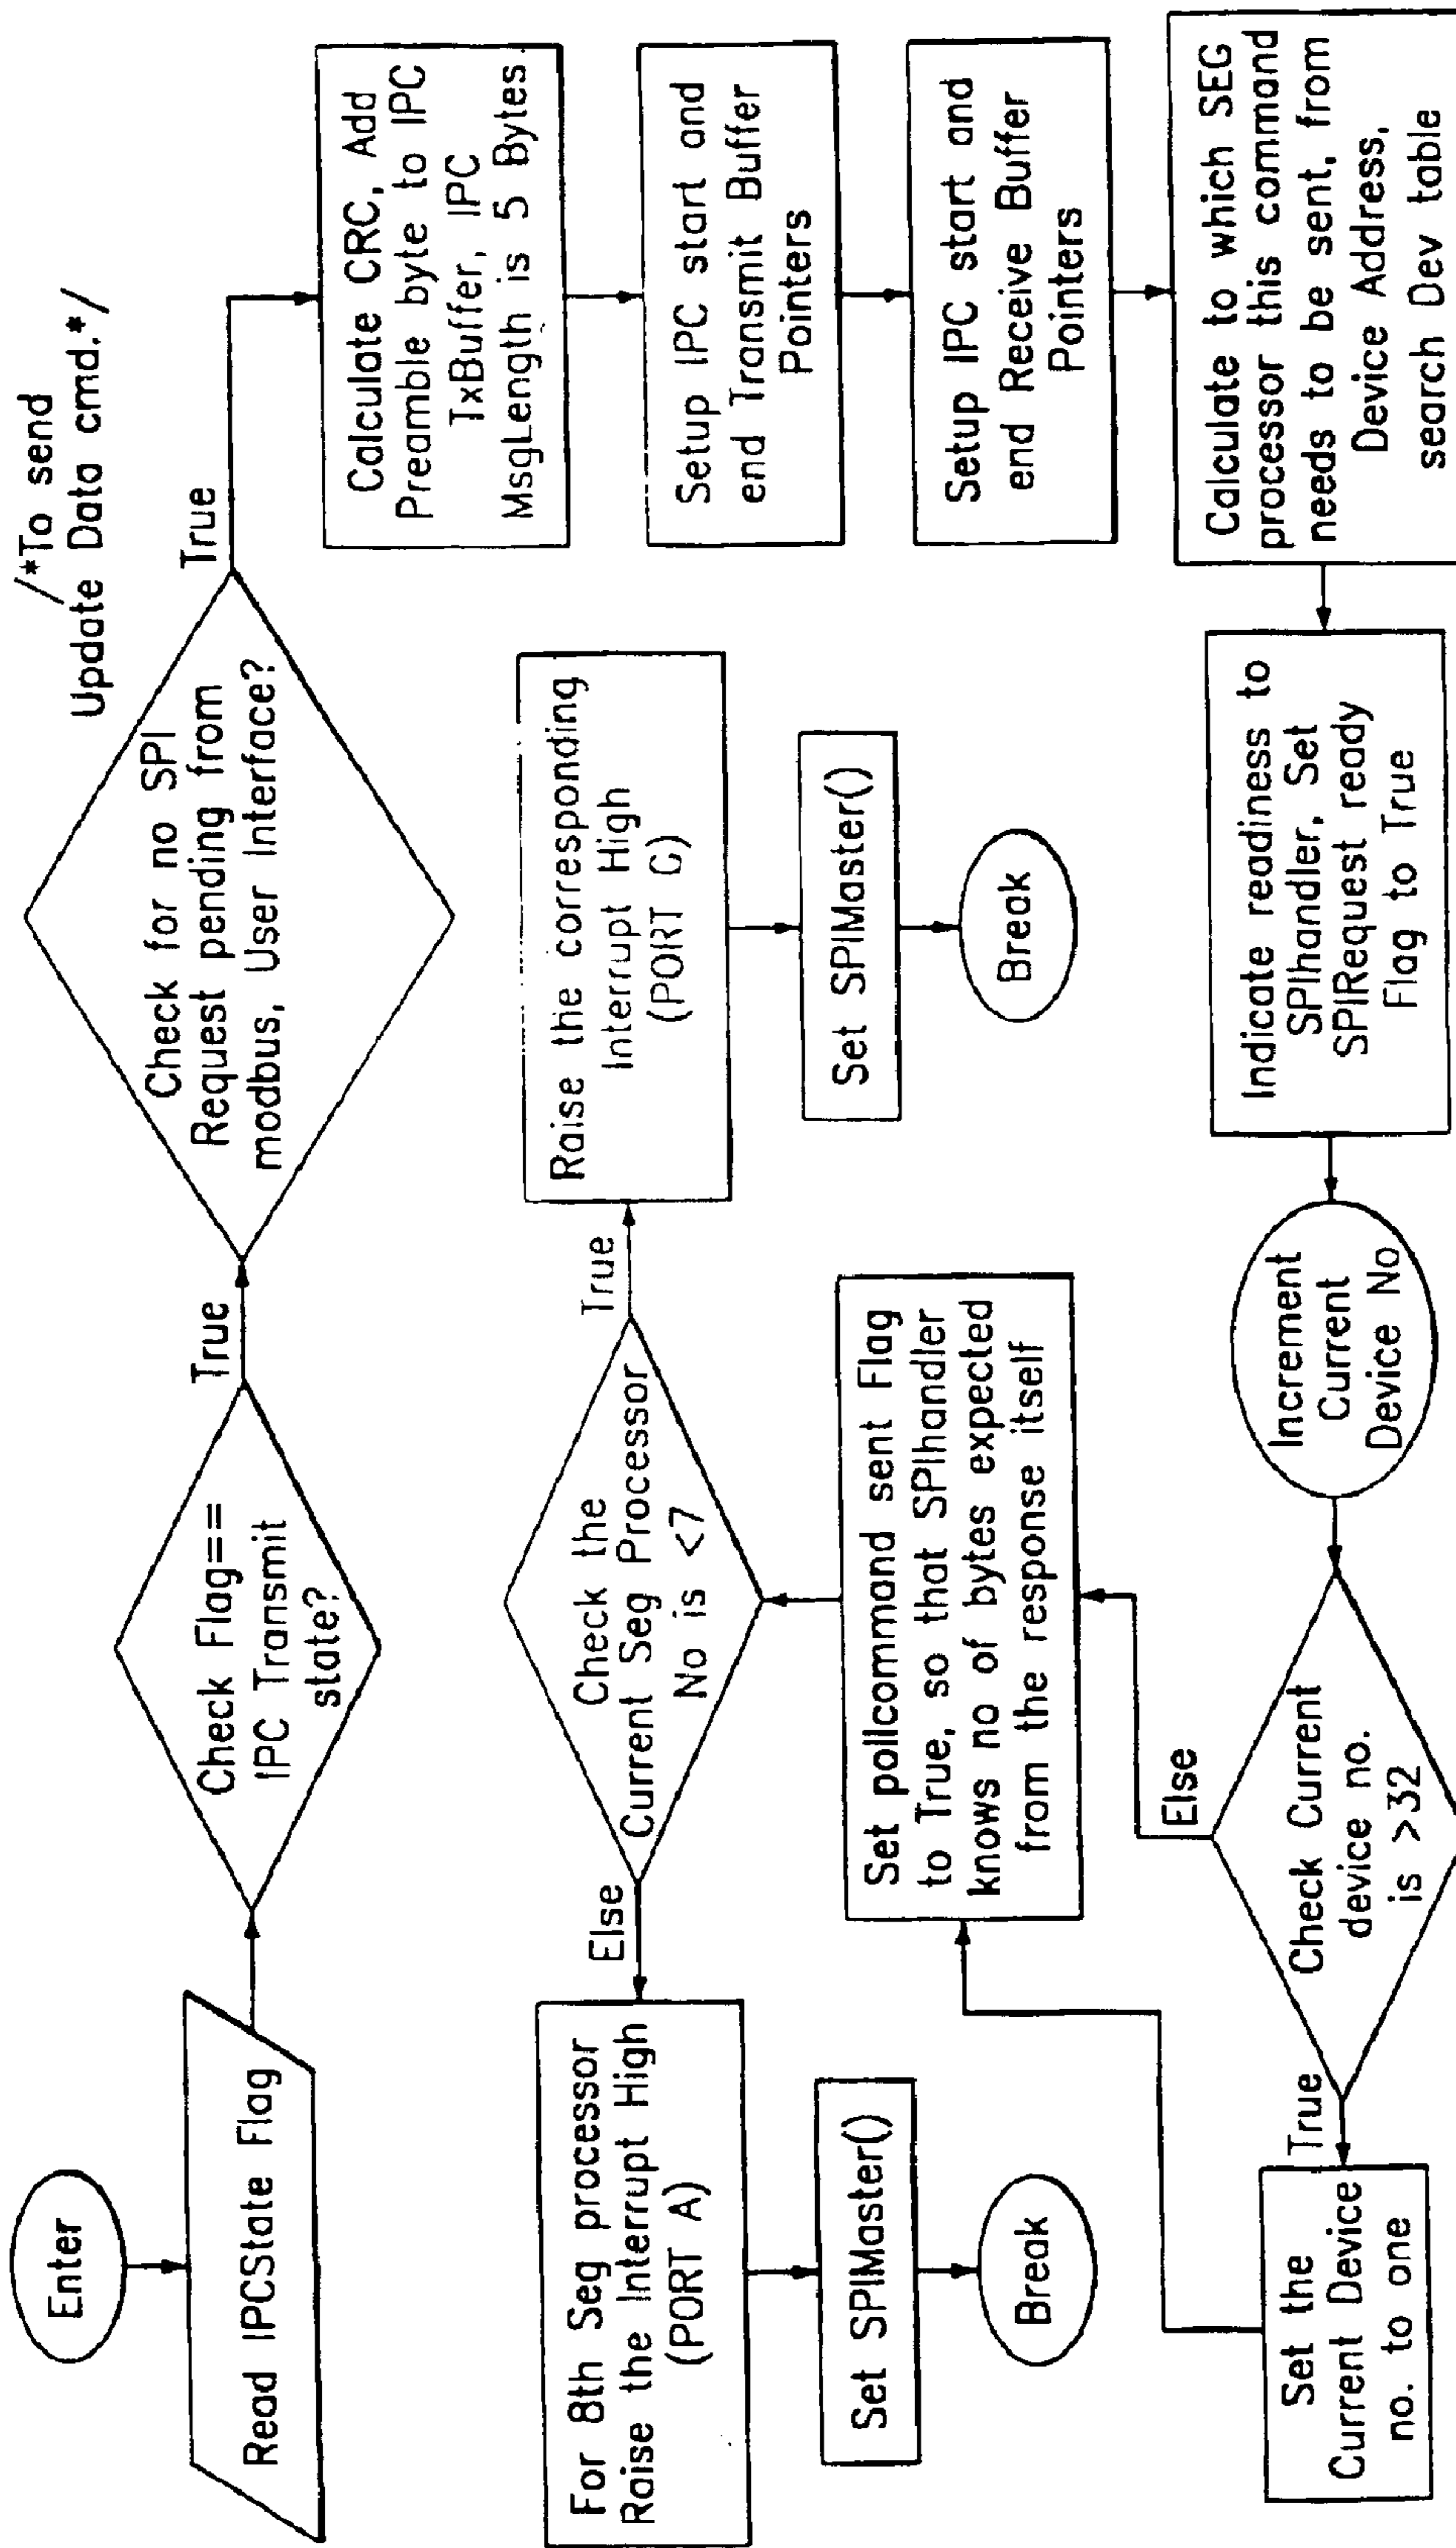 Enter
Read IPCState Flag
Check Flag==
IPC Transmit
state?
True
Check for no SPI
Request pending from
modbus, User Interface?
True
/*To send
Update Data cmd.*/
Calculate CRC, Add
Preamble byte to IPC
TxBuffer, IPC
MsgLength is 5 Bytes.
Setup IPC start and
end Transmit Buffer
Pointers
Setup IPC start and
end Receive Buffer
Pointers
Calculate to which SEG
processor this command
needs to be sent, from
Device Address,
search Dev table
Indicate readiness to
SPIhandler, Set
SPIRequest ready
Flag to True
Increment
Current
Device No
Check Current
device no.
is >32
True
Else
Set the
Current Device
no. to one
Set pollcommand sent Flag
to True, so that SPIhandler
knows no of bytes expected
from the response itself
Check the
Current Seg Processor
No is <7
True
Else
Raise the corresponding
Interrupt High
(PORT G)
Set SPIMaster()
Break
For 8th Seg processor
Raise the Interrupt High
(PORT A)
Set SPIMaster()
Break